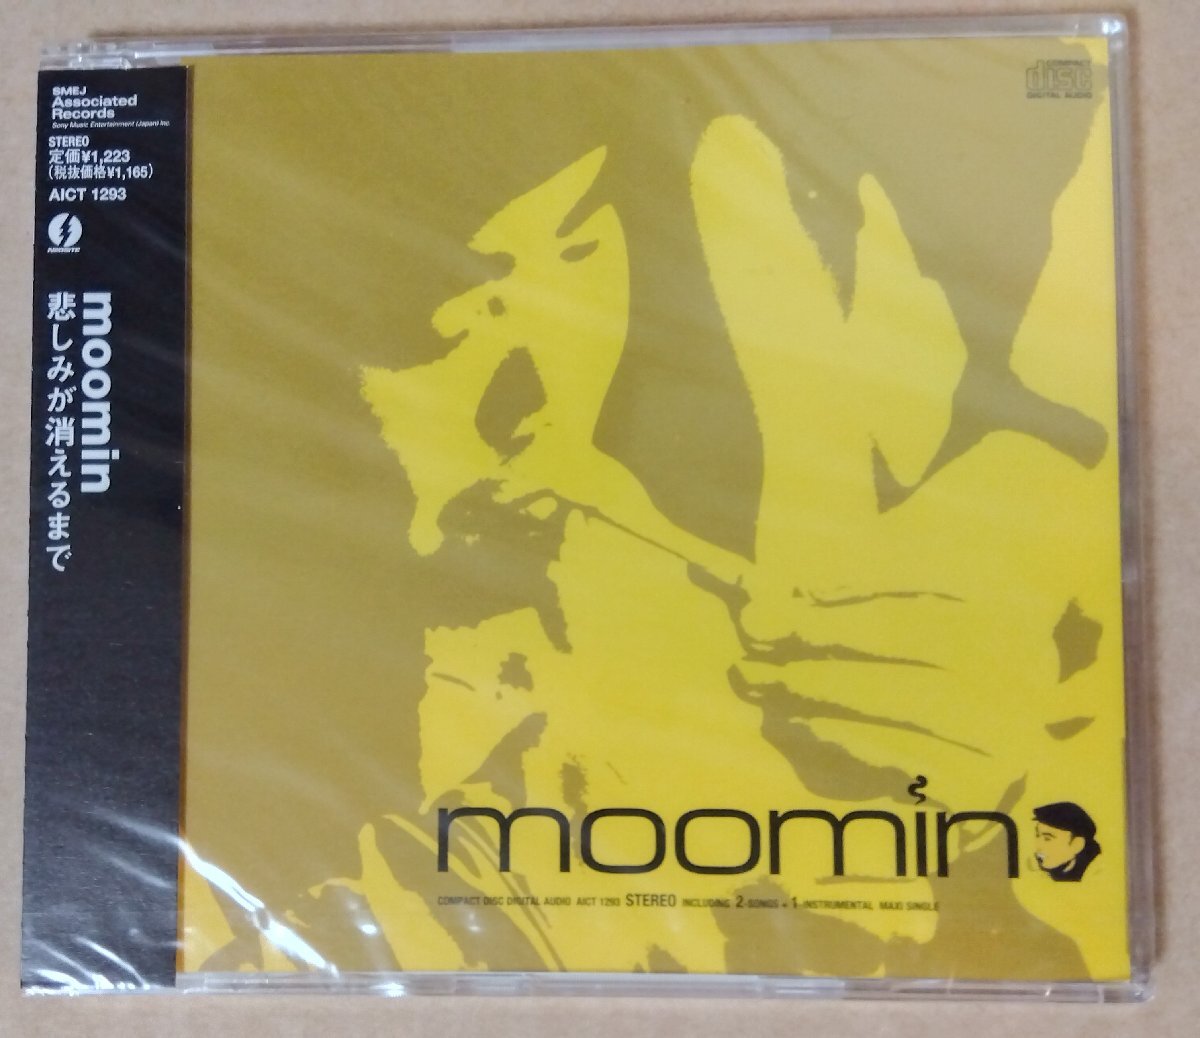 SMEJ
Associated
Records
Sony Music Entertainment (Japan) Inc.
STEREO
定価¥1,223
(税抜価格¥1,165)
AICT 1293
NEOSITE
moomin
悲しみが消えるまで
COMPACT
disc
DIGITAL AUDIO
moomin
COMPACT DISC DIGITAL AUDIO AICT 1293 STEREO INCLUDING 2-SONGS + 1 INSTRUMENTAL MAXI SINGLE